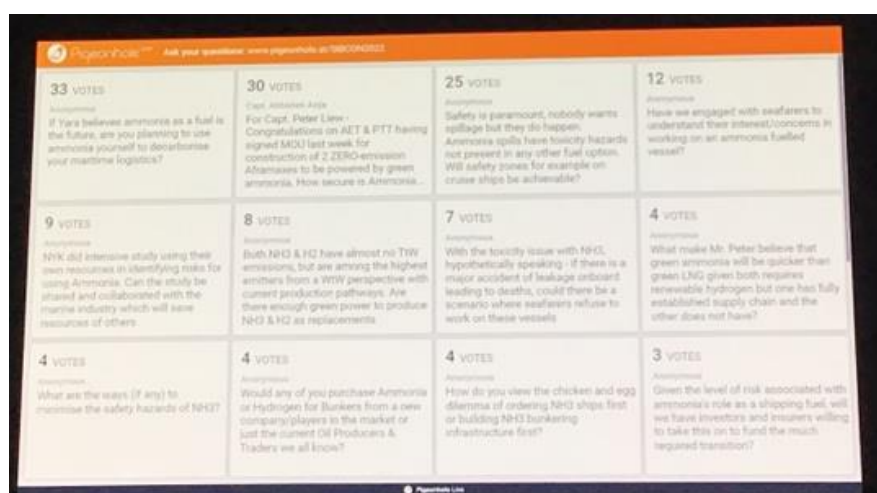 Pigeonhole Live Ask your questions: www.pigeonhole.at/SIBCON2022
33 VOTES
Anonymous
If Yara believes ammonia as a fuel is
the future, are you planning to use
ammonia yourself to decarbonise
your maritime logistics?
30 VOTES
Capt.
For Capt. Peter Liew -
Congratulations on AET & PTT having
signed MOU last week for
construction of 2 ZERO-emission
Aframaxes to be powered by green
ammonia. How secure is Ammonia...
25 VOTES
Anonymous
Safety is paramount, nobody wants
spillage but they do happen.
Ammonia spills have toxicity hazards
not present in any other fuel option.
Will safety zones for example on
cruise ships be achievable?
12 VOTES
Anonymous
Have we engaged with seafarers to
understand their interest/concerns in
working on an ammonia fuelled
vessel?
9 VOTES
Anonymous
NYK did intensive study using their
own resources in identifying risks for
using Ammonia. Can the study be
shared and collaborated with the
marine industry which will save
resources of others
8 VOTES
Anonymous
Both NH3 & H2 have almost no TtW
emissions, but are among the highest
emitters from a WtW perspective with
current production pathways. Are
there enough green power to produce
NH3 & H2 as replacements
7 VOTES
Anonymous
With the toxicity issue with NH3,
hypothetically speaking - if there is a
major accident of leakage onboard
leading to deaths, could there be a
scenario where seafarers refuse to
work on these vessels
4 VOTES
Anonymous
What make Mr. Peter believe that
green ammonia will be quicker than
green LNG given both requires
renewable hydrogen but one has fully
established supply chain and the
other does not have?
4 VOTES
Anonymous
What are the ways (if any) to
minimise the safety hazards of NH3?
4 VOTES
Anonymous
Would any of you purchase Ammonia
or Hydrogen for Bunkers from a new
company/players in the market or
just the current Oil Producers &
Traders we all know?
4 VOTES
Anonymous
How do you view the chicken and egg
dilemma of ordering NH3 ships first
or building NH3 bunkering
infrastructure first?
3 VOTES
Anonymous
Given the level of risk associated with
ammonia's role as a shipping fuel, will
we have investors and insurers willing
to take this on to fund the much
required transition?
Pigeonhole Live